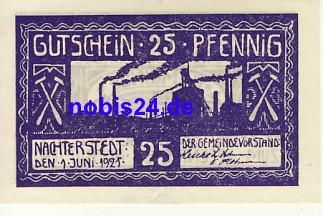 GUTSCHEIN · 25 · PFENNIG
nobis24.de
NACHTERSTEDT:
DEN · 1 · JUNI · 1921 ·
25
DER GEMEINDEVORSTAND: